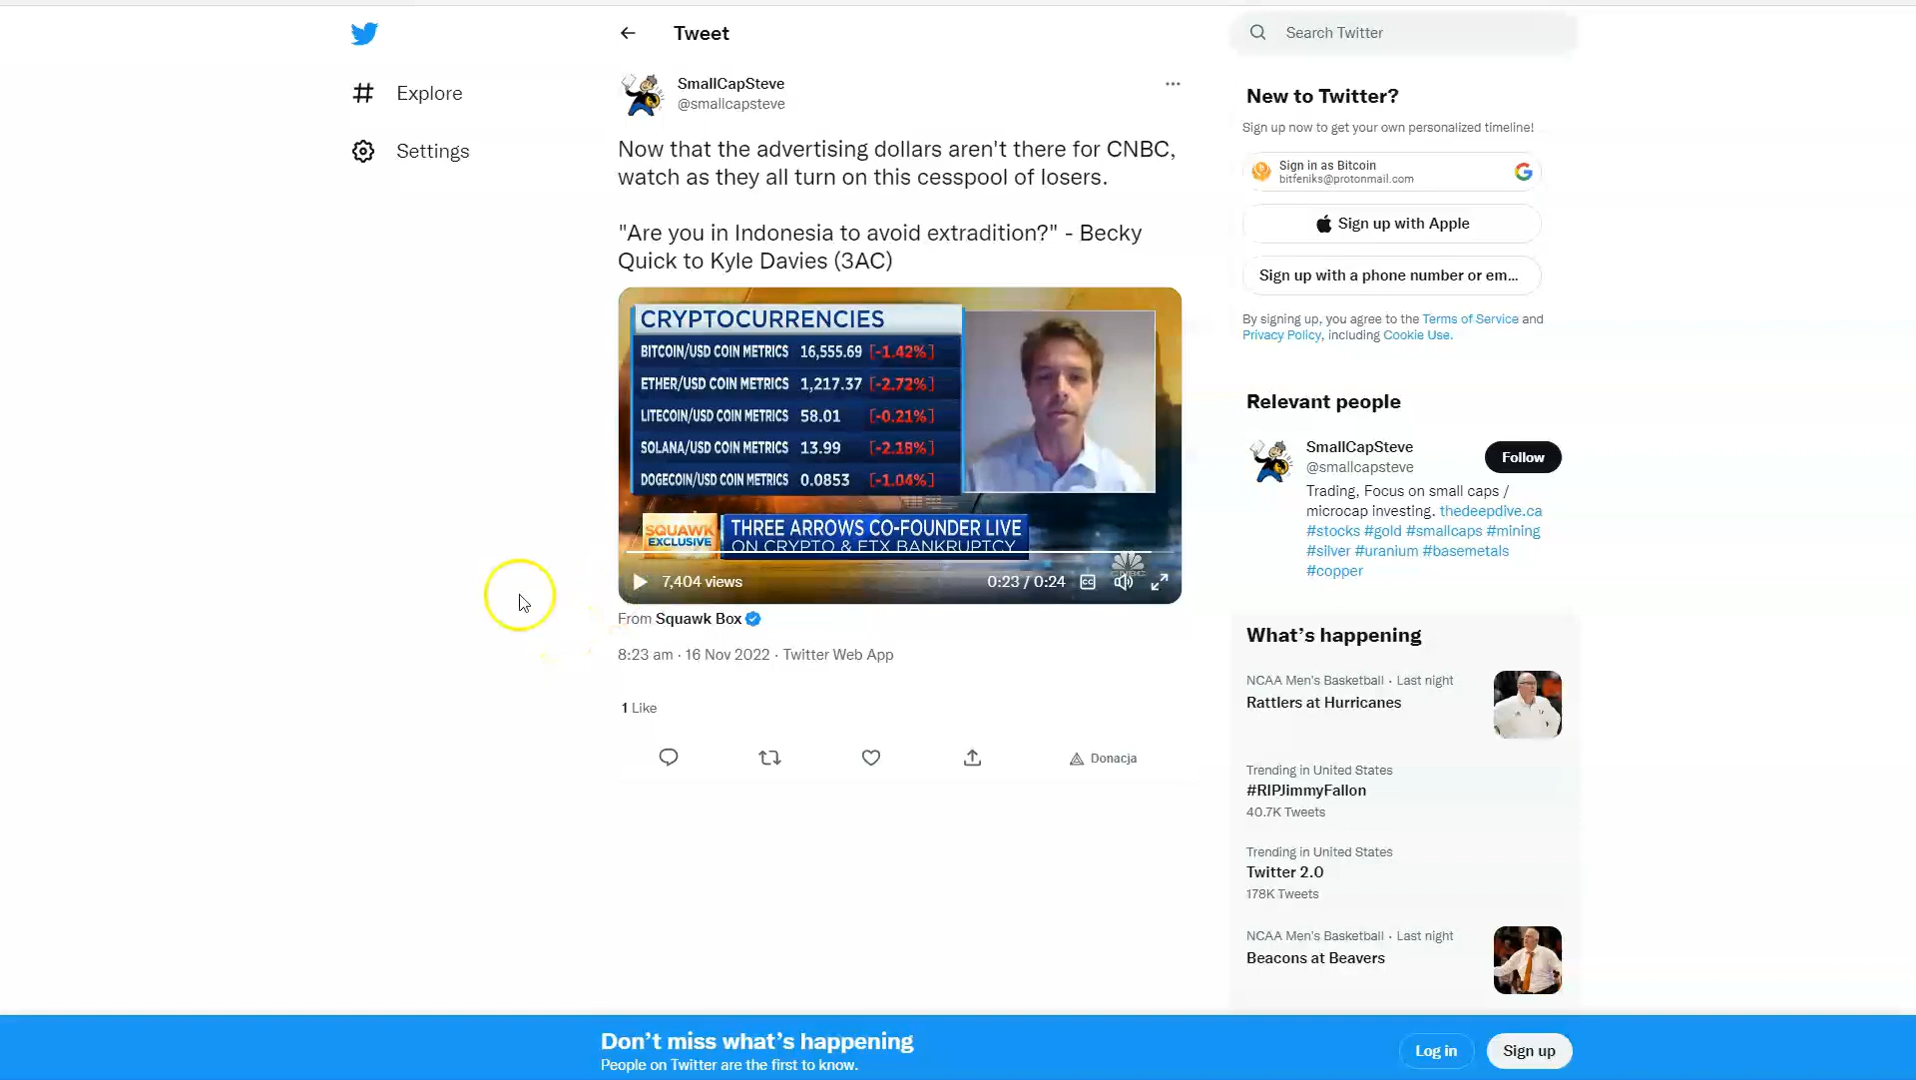 Tweet
Search Twitter
Explore
Settings
SmallCapSteve
@smallcapsteve
Now that the advertising dollars aren't there for CNBC,
watch as they all turn on this cesspool of losers.
"Are you in Indonesia to avoid extradition?" - Becky
Quick to Kyle Davies (3AC)
CRYPTOCURRENCIES
BITCOIN/USD COIN METRICS 16,555.69 [-1.42%]
ETHER/USD COIN METRICS 1,217.37 [-2.72%]
LITECOIN/USD COIN METRICS 58.01 [-0.21%]
SOLANA/USD COIN METRICS 13.99 [-2.18%]
DOGECOIN/USD COIN METRICS 0.0853 [-1.04%]
SQUAWK
EXCLUSIVE
THREE ARROWS CO-FOUNDER LIVE
ON CRYPTO & FTX BANKRUPTCY
CNBC
7,404 views
0:23 / 0:24
CC
From Squawk Box
8:23 am · 16 Nov 2022 · Twitter Web App
1 Like
Donacja
New to Twitter?
Sign up now to get your own personalized timeline!
Sign in as Bitcoin
bitfeniks@protonmail.com
Sign up with Apple
Sign up with a phone number or em...
By signing up, you agree to the Terms of Service and
Privacy Policy, including Cookie Use.
Relevant people
SmallCapSteve
@smallcapsteve
Follow
Trading, Focus on small caps /
microcap investing. thedeepdive.ca
#stocks #gold #smallcaps #mining
#silver #uranium #basemetals
#copper
What's happening
NCAA Men's Basketball · Last night
Rattlers at Hurricanes
Trending in United States
#RIPJimmyFallon
40.7K Tweets
Trending in United States
Twitter 2.0
178K Tweets
NCAA Men's Basketball · Last night
Beacons at Beavers
Don't miss what's happening
People on Twitter are the first to know.
Log in
Sign up